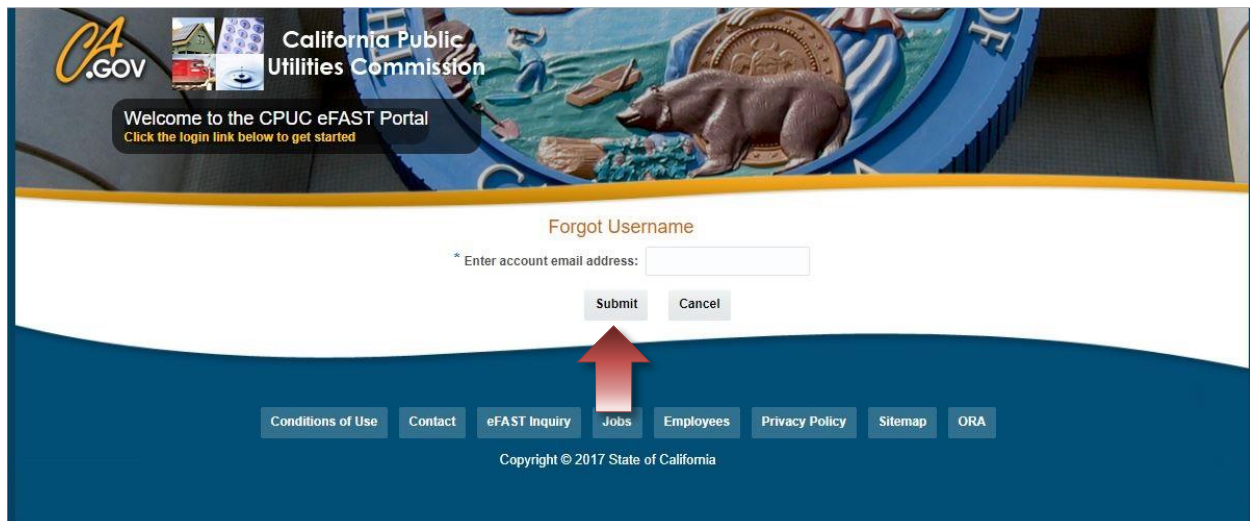 CA
.GOV
California Public
Utilities Commission
Welcome to the CPUC eFAST Portal
Click the login link below to get started
Forgot Username
* Enter account email address:
Submit Cancel
Conditions of Use Contact eFAST Inquiry Jobs Employees Privacy Policy Sitemap ORA
Copyright © 2017 State of California